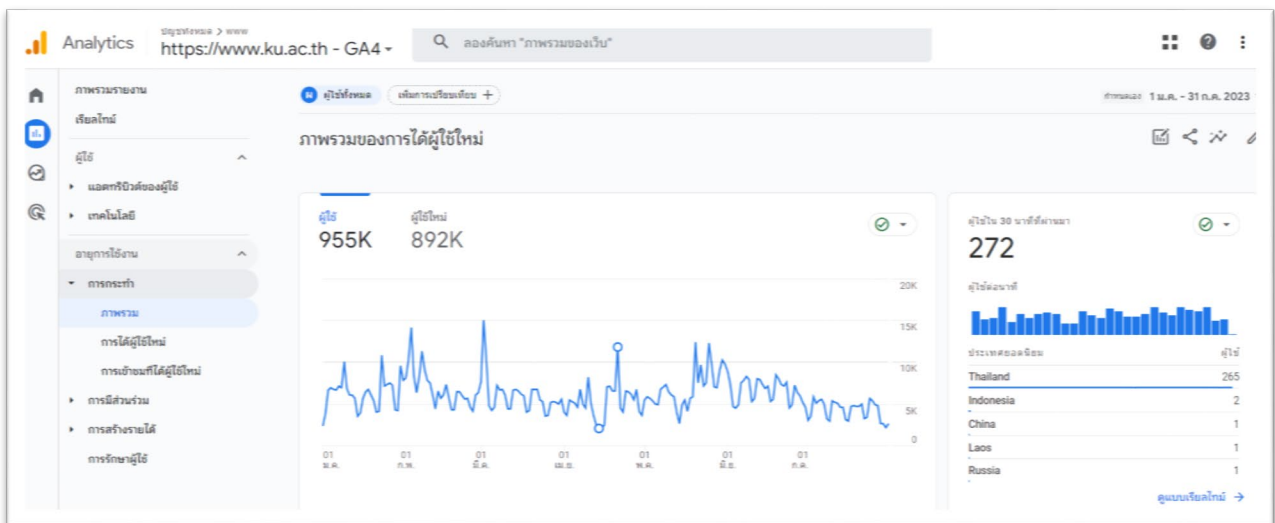 Analytics
บัญชีทั้งหมด > www
https://www.ku.ac.th - GA4
ลองค้นหา "ภาพรวมของเว็บ"
ภาพรวมรายงาน
เรียลไทม์
ผู้ใช้
แอตทริบิวต์ของผู้ใช้
เทคโนโลยี
อายุการใช้งาน
การกระทำ
ภาพรวม
การได้ผู้ใช้ใหม่
การเข้าชมที่ได้ผู้ใช้ใหม่
การมีส่วนร่วม
การสร้างรายได้
การรักษาผู้ใช้
ผู้ใช้ทั้งหมด
เพิ่มการเปรียบเทียบ +
กำหนดเอง 1 ม.ค. - 31 ก.ค. 2023
ภาพรวมของการได้ผู้ใช้ใหม่
ผู้ใช้ ผู้ใช้ใหม่
955K 892K
20K
15K
10K
5K
0
01 01 01 01 01 01 01
ม.ค. ก.พ. มี.ค. เม.ย. พ.ค. มิ.ย. ก.ค.
ผู้ใช้ใน 30 นาทีที่ผ่านมา
272
ผู้ใช้ต่อนาที
ประเทศยอดนิยม ผู้ใช้
Thailand 265
Indonesia 2
China 1
Laos 1
Russia 1
ดูแบบเรียลไทม์ →